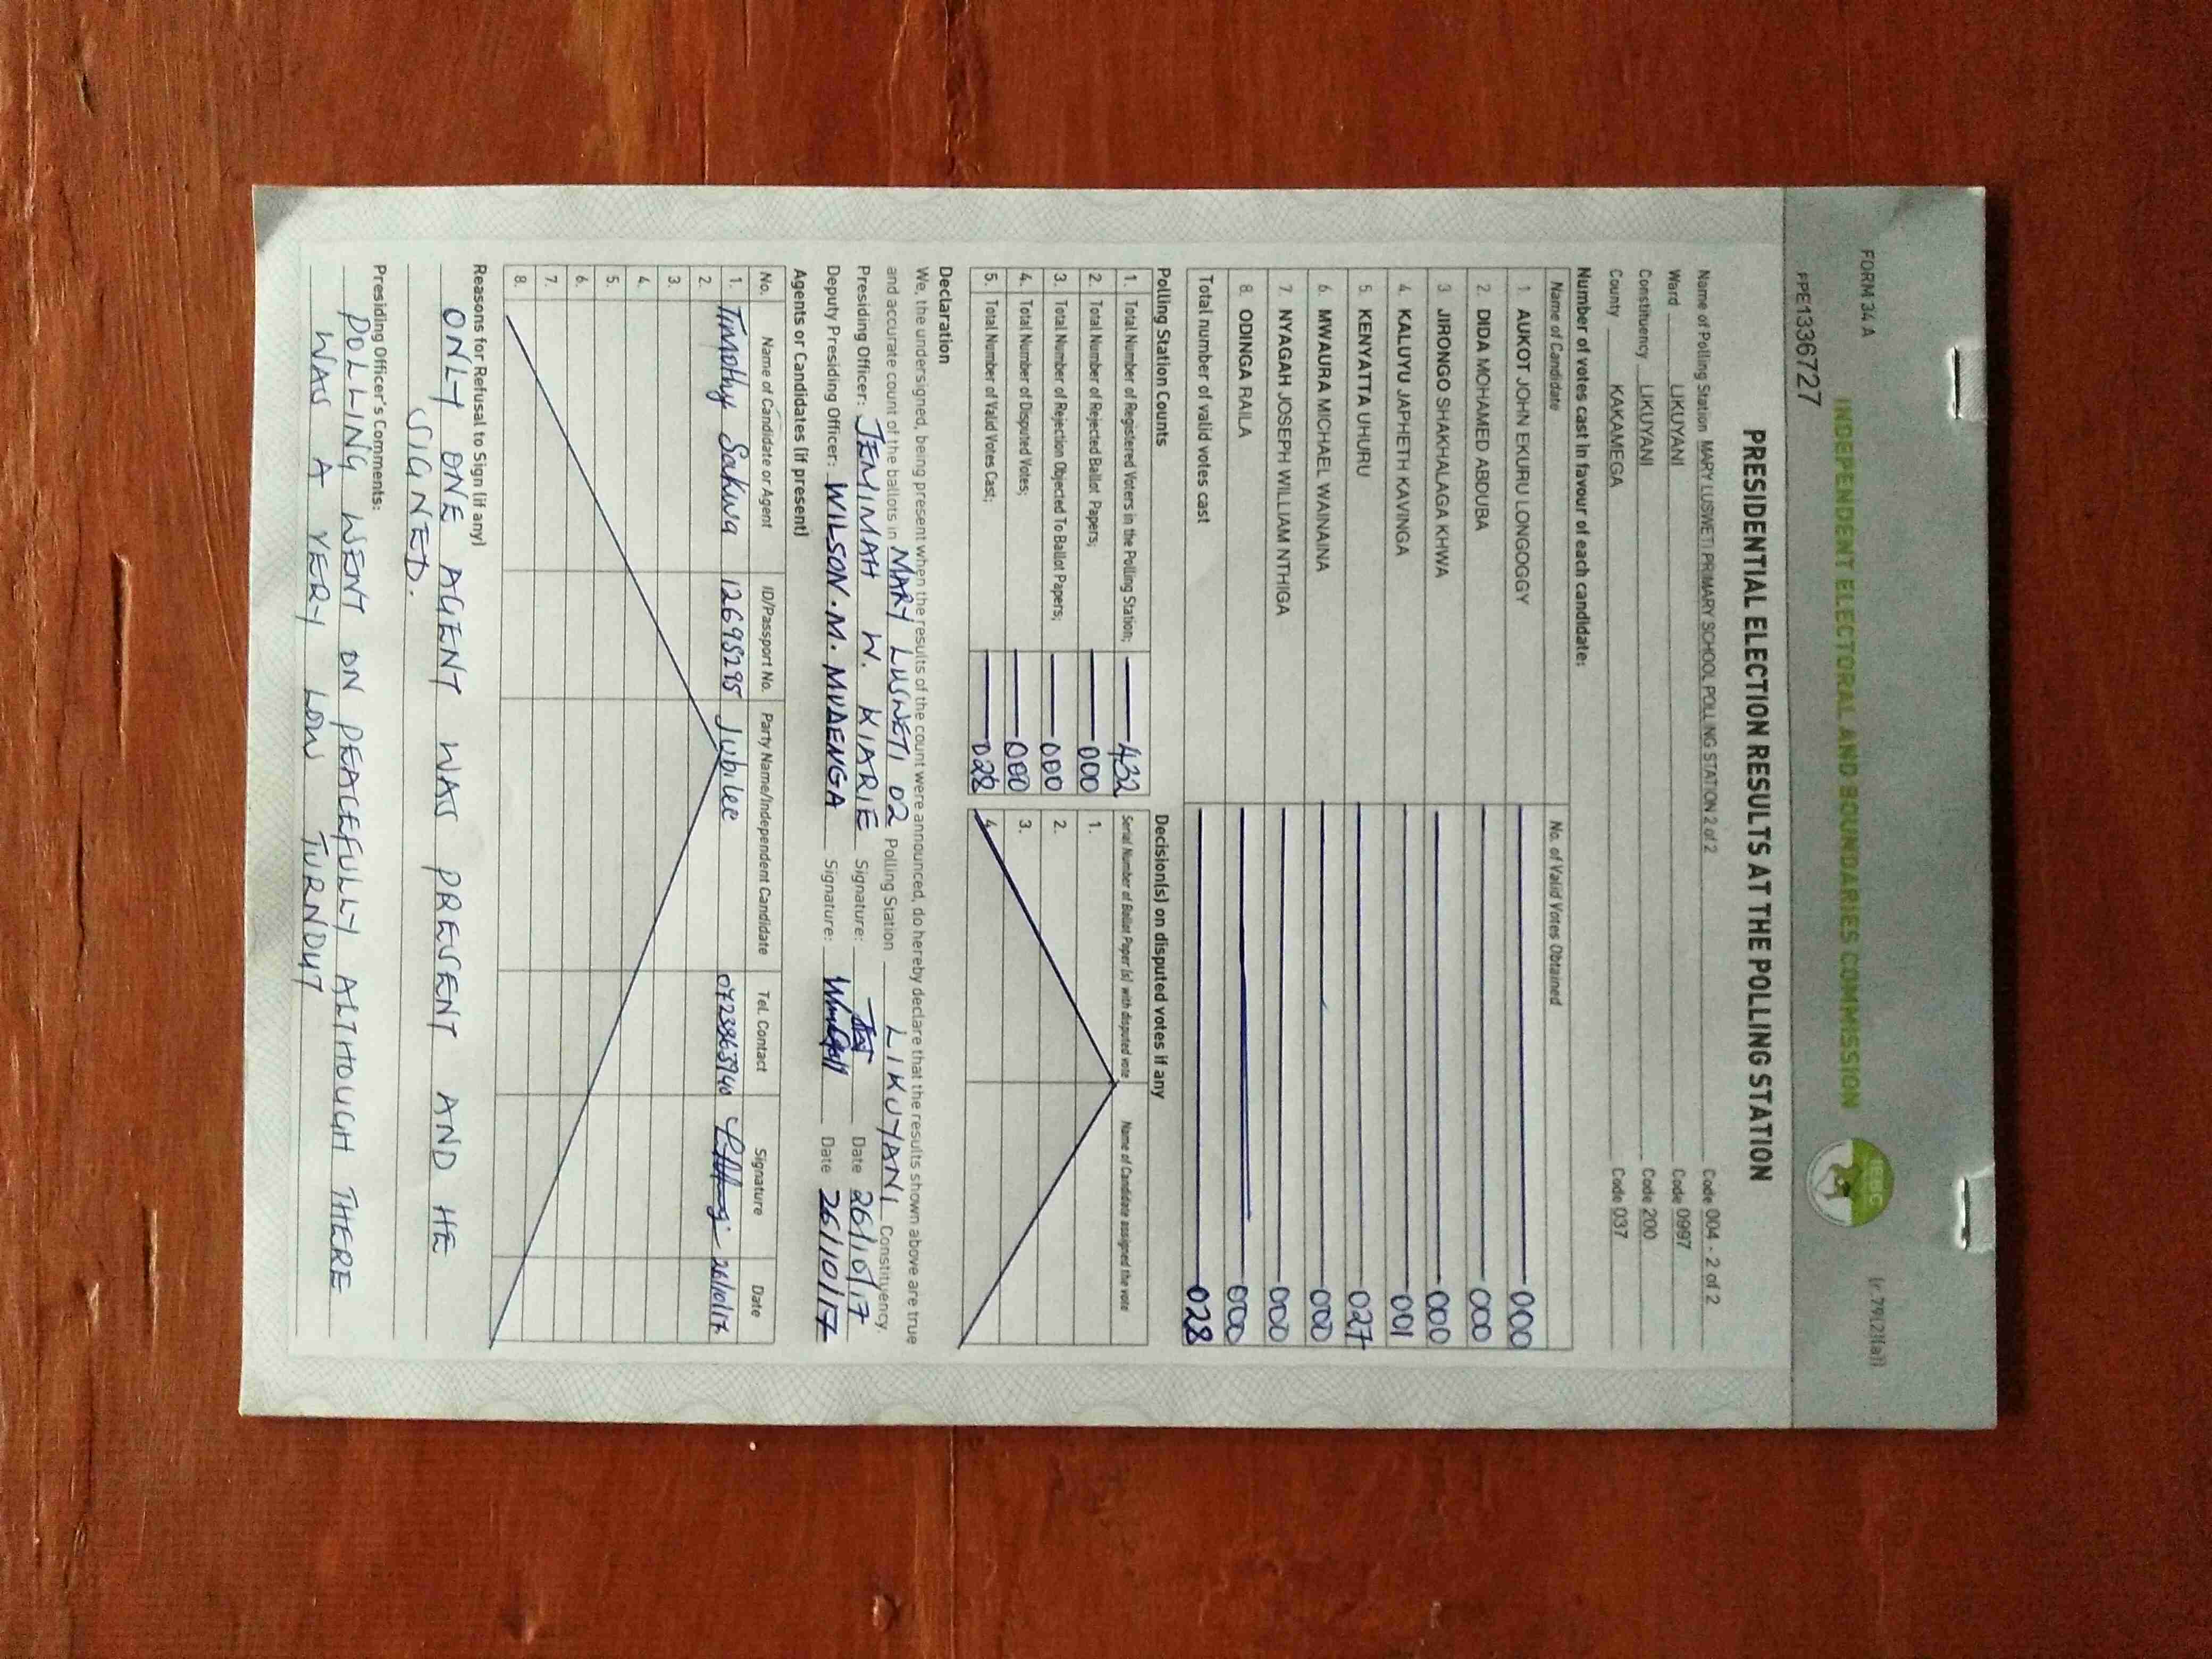 FORM 34 A
(r 79(2)(a))
INDEPENDENT ELECTORAL AND BOUNDARIES COMMISSION
IEBC
PPE1336727
PRESIDENTIAL ELECTION RESULTS AT THE POLLING STATION
Name of Polling Station MARY LUSWETI PRIMARY SCHOOL POLLING STATION 2 of 2 Code 004 - 2 of 2
Ward LIKUYANI Code 0997
Constituency LIKUYANI Code 200
County KAKAMEGA Code 037
Number of votes cast in favour of each candidate:
Name of Candidate No. of Valid Votes Obtained
1. AUKOT JOHN EKURU LONGOGGY 000
2. DIDA MOHAMED ABDUBA 000
3. JIRONGO SHAKHALAGA KHWA 000
4. KALUYU JAPHETH KAVINGA 001
5. KENYATTA UHURU 027
6. MWAURA MICHAEL WAINAINA 000
7. NYAGAH JOSEPH WILLIAM NTHIGA 000
8. ODINGA RAILA 000
Total number of valid votes cast 028
Polling Station Counts
1. Total Number of Registered Voters in the Polling Station; 432
2. Total Number of Rejected Ballot Papers; 000
3. Total Number of Rejection Objected To Ballot Papers; 000
4. Total Number of Disputed Votes; 000
5. Total Number of Valid Votes Cast; 028
Decision(s) on disputed votes if any
Serial Number of Ballot Paper (s) with disputed vote Name of Candidate assigned the vote
1.
2.
3.
4.
Declaration
We, the undersigned, being present when the results of the count were announced, do hereby declare that the results shown above are true
and accurate count of the ballots in MARY LUSWETI 02 Polling Station LIKUYANI Constituency.
Presiding Officer: JEMIMAH W. KIARIE Signature: Date 26/10/17
Deputy Presiding Officer: WILSON.M. MVAENGA Signature: Date 26/10/17
Agents or Candidates (if present)
No. Name of Candidate or Agent ID/Passport No. Party Name/Independent Candidate Tel. Contact Signature Date
1. Timothy Sakwa 12695295 Jubilee 0723863940 26/10/17
2.
3.
4.
5.
6.
7.
8.
Reasons for Refusal to Sign (if any)
ONLY ONE AGENT WAS PRESENT AND HE
SIGNED.
Presiding Officer's Comments:
POLLING WENT ON PEACEFULLY ALTHOUGH THERE
WAS A VERY LOW TURNOUT